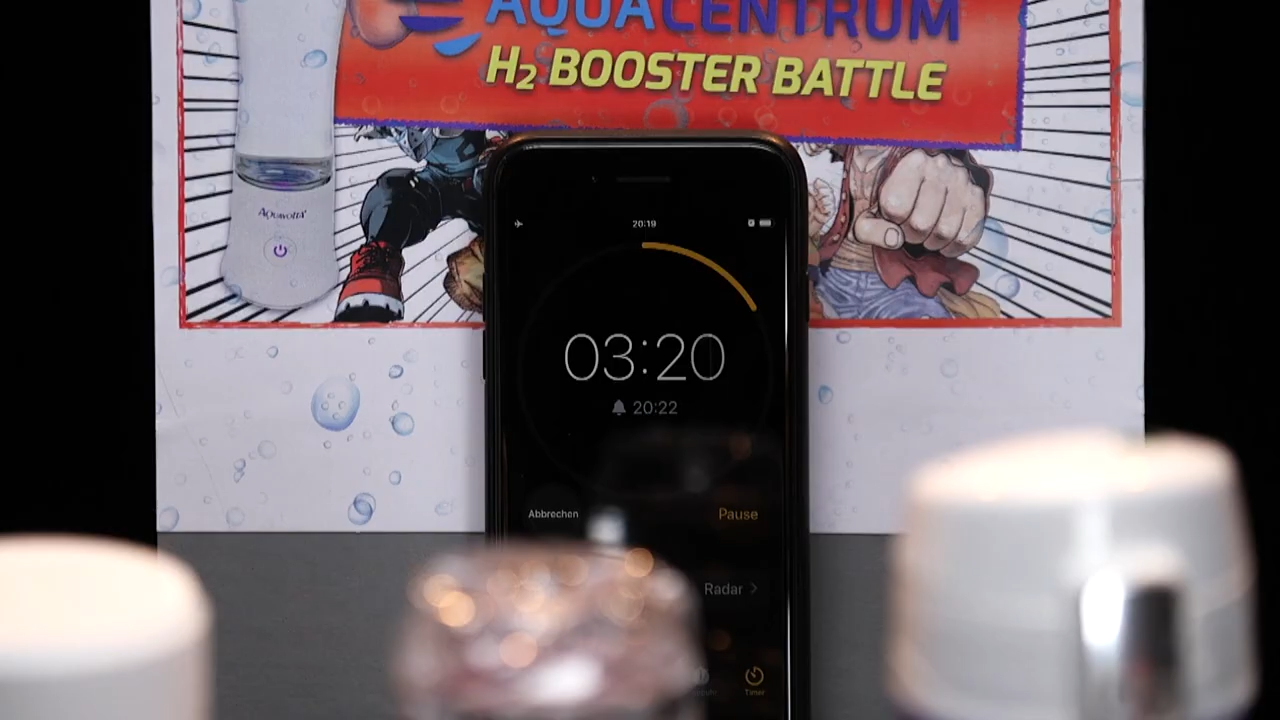 AQUACENTRUM
H₂ BOOSTER BATTLE
AQUAVOLTA
20:19
03:20
20:22
Abbrechen
Pause
Radar
Timer